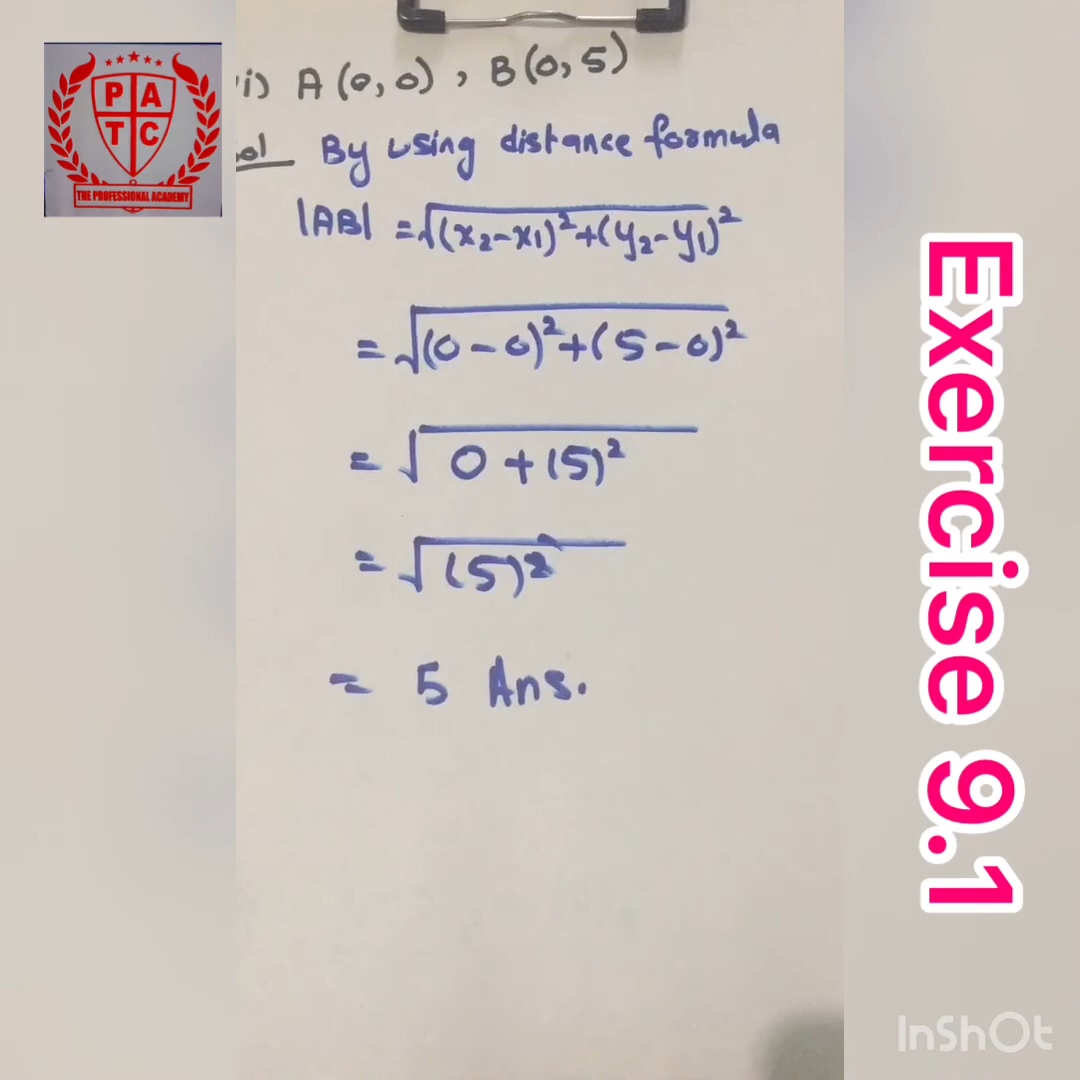 P A
T C
THE PROFESSIONAL ACADEMY
i) A (0, 0) , B (0, 5)
By using distance formula
|AB| = √(x₂-x₁)²+(y₂-y₁)²
= √(0-0)²+(5-0)²
= √0+(5)²
= √(5)²
= 5 Ans.
Exercise 9.1
InShOt